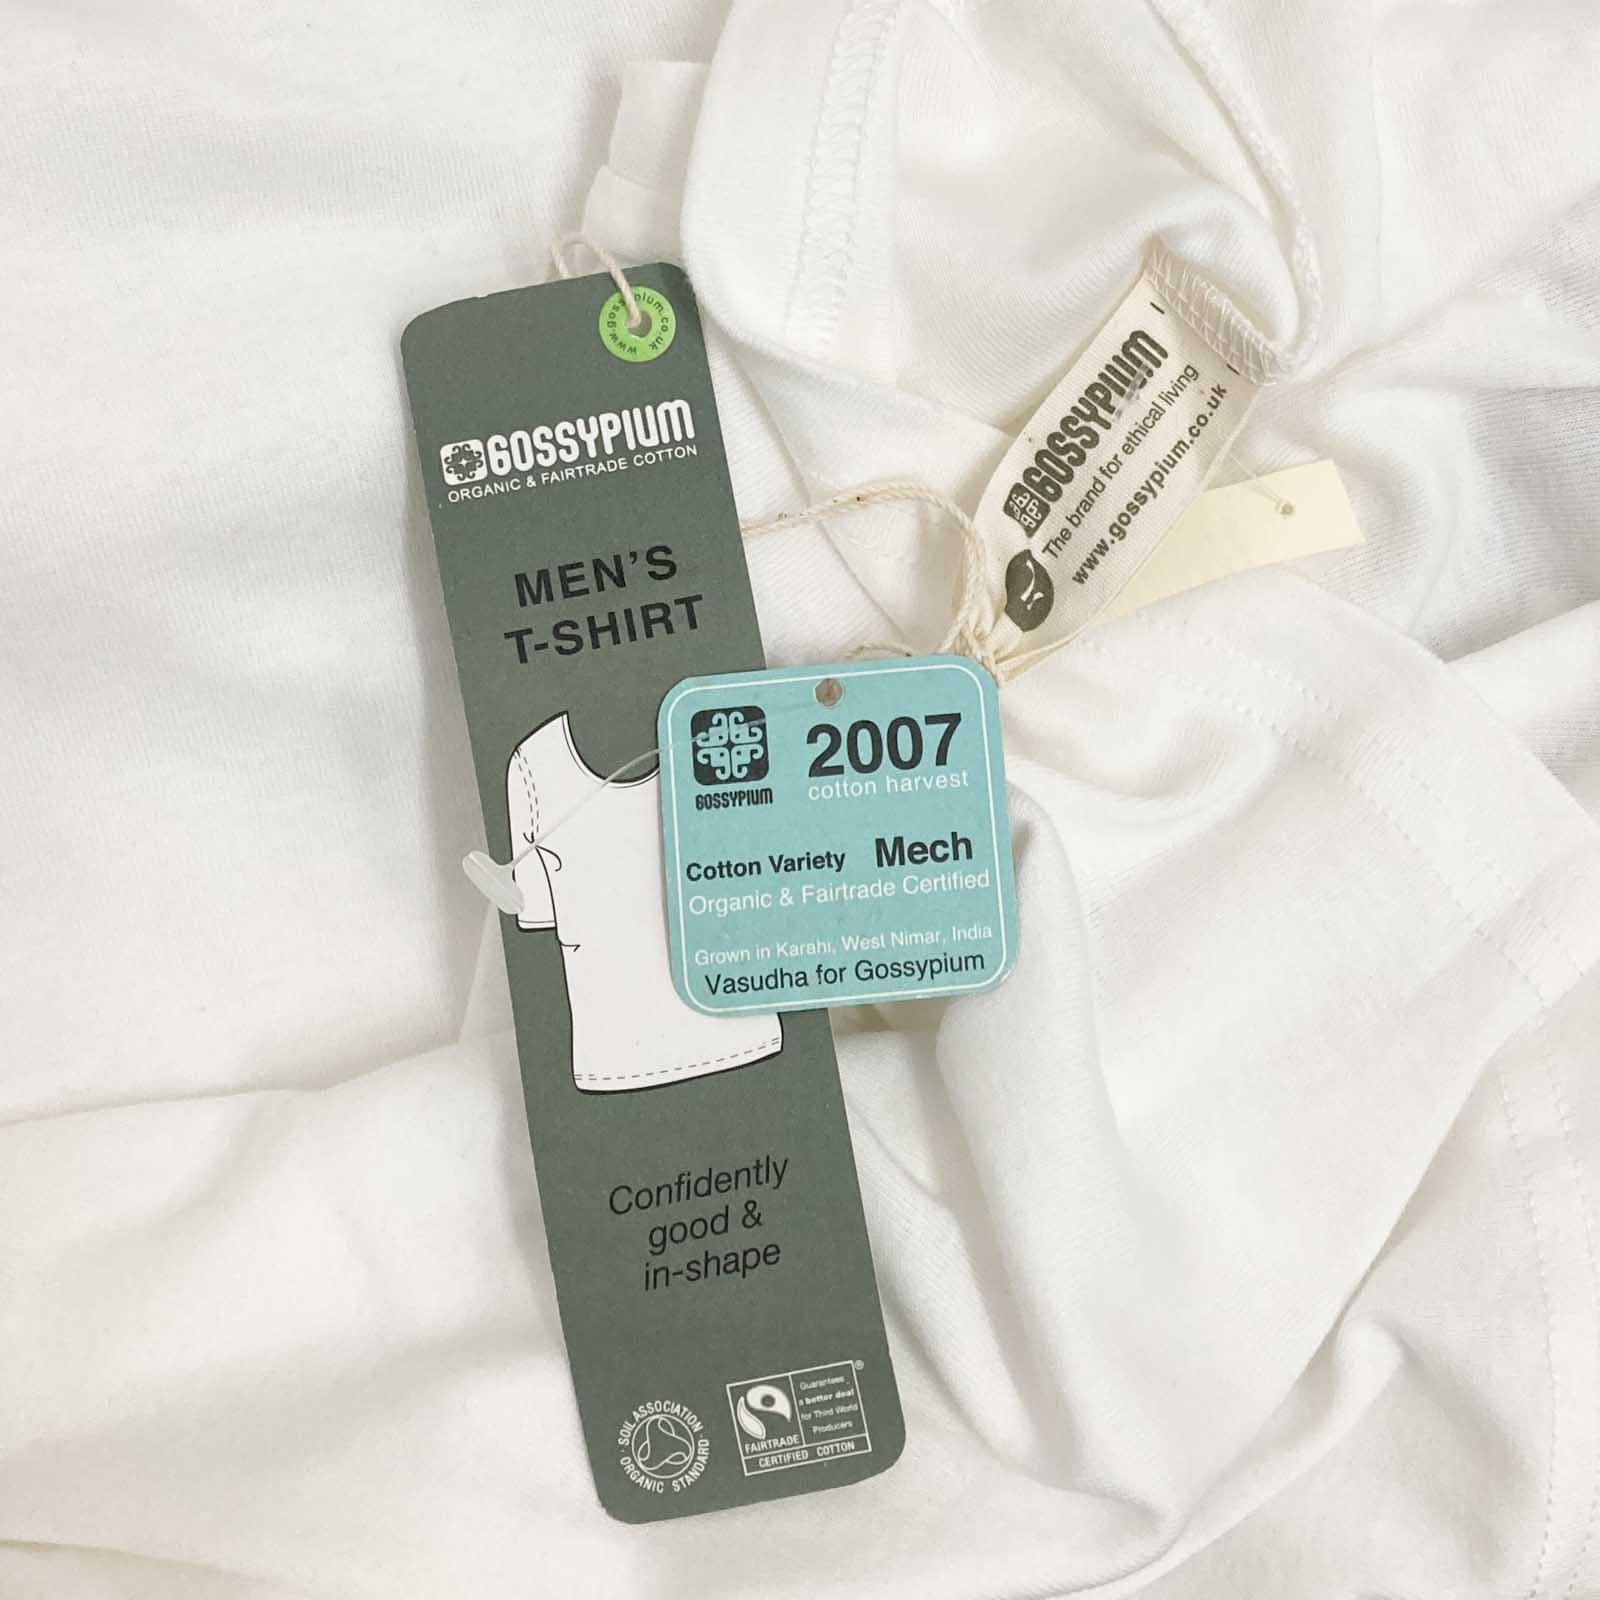 www.gossypium.co.uk
GOSSYPIUM
ORGANIC & FAIRTRADE COTTON
MEN'S
T-SHIRT
Confidently
good &
in-shape
SOIL ASSOCIATION
ORGANIC STANDARD
Guarantees
a better deal
for Third World
Producers
FAIRTRADE
CERTIFIED COTTON
®
GOSSYPIUM
2007
cotton harvest
Cotton Variety Mech
Organic & Fairtrade Certified
Grown in Karahi, West Nimar, India
Vasudha for Gossypium
GOSSYPIUM
The brand for ethical living
www.gossypium.co.uk